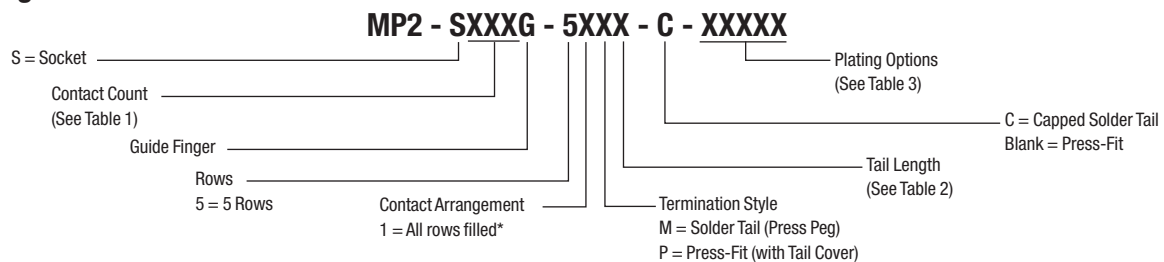 MP2 - SXXXG - 5XXX - C - XXXXX
S = Socket
Plating Options
(See Table 3)
Contact Count
(See Table 1)
C = Capped Solder Tail
Blank = Press-Fit
Guide Finger
Tail Length
(See Table 2)
Rows
5 = 5 Rows
Contact Arrangement
1 = All rows filled*
Termination Style
M = Solder Tail (Press Peg)
P = Press-Fit (with Tail Cover)